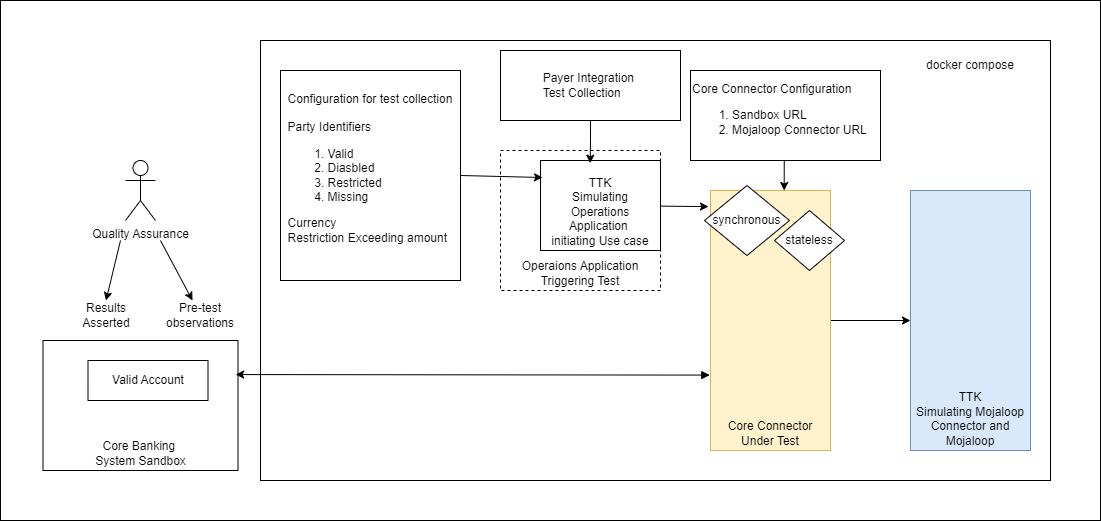 docker compose
Payer Integration
Test Collection
Core Connector Configuration
1. Sandbox URL
2. Mojaloop Connector URL
Configuration for test collection
Party Identifiers
1. Valid
2. Diasbled
3. Restricted
4. Missing
Currency
Restriction Exceeding amount
TTK
Simulating
Operations
Application
initiating Use case
Operaions Application
Triggering Test
synchronous
stateless
Quality Assurance
Results
Asserted
Pre-test
observations
Valid Account
Core Banking
System Sandbox
Core Connector
Under Test
TTK
Simulating Mojaloop
Connector and
Mojaloop